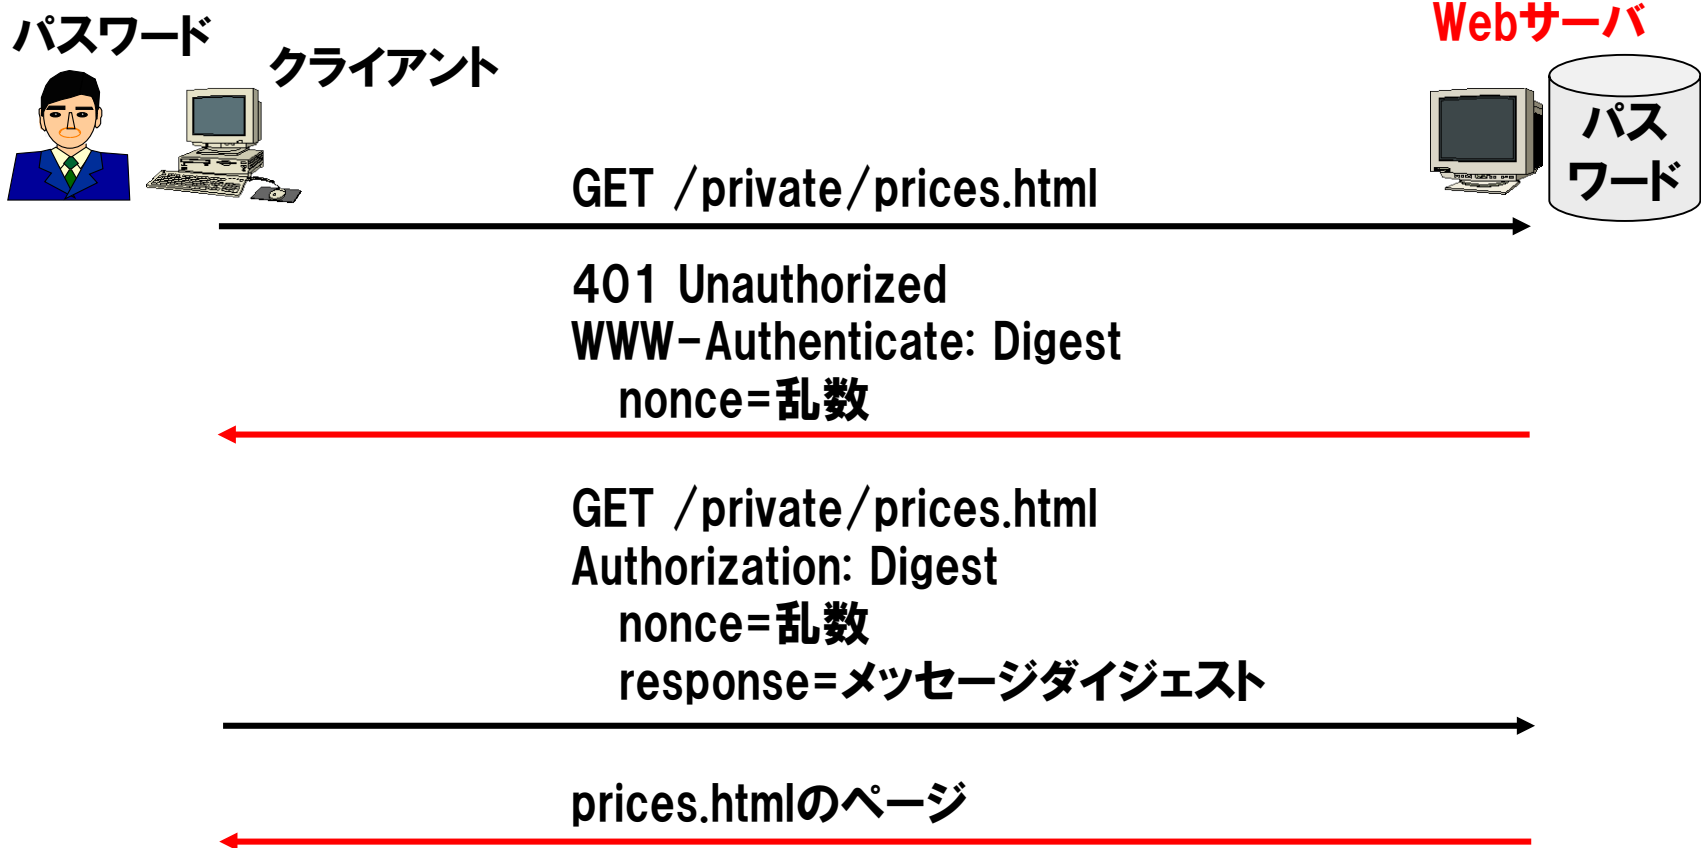 パスワード
クライアント
Webサーバ
パス
ワード
GET /private/prices.html
401 Unauthorized
WWW-Authenticate: Digest
nonce=乱数
GET /private/prices.html
Authorization: Digest
nonce=乱数
response=メッセージダイジェスト
prices.htmlのページ